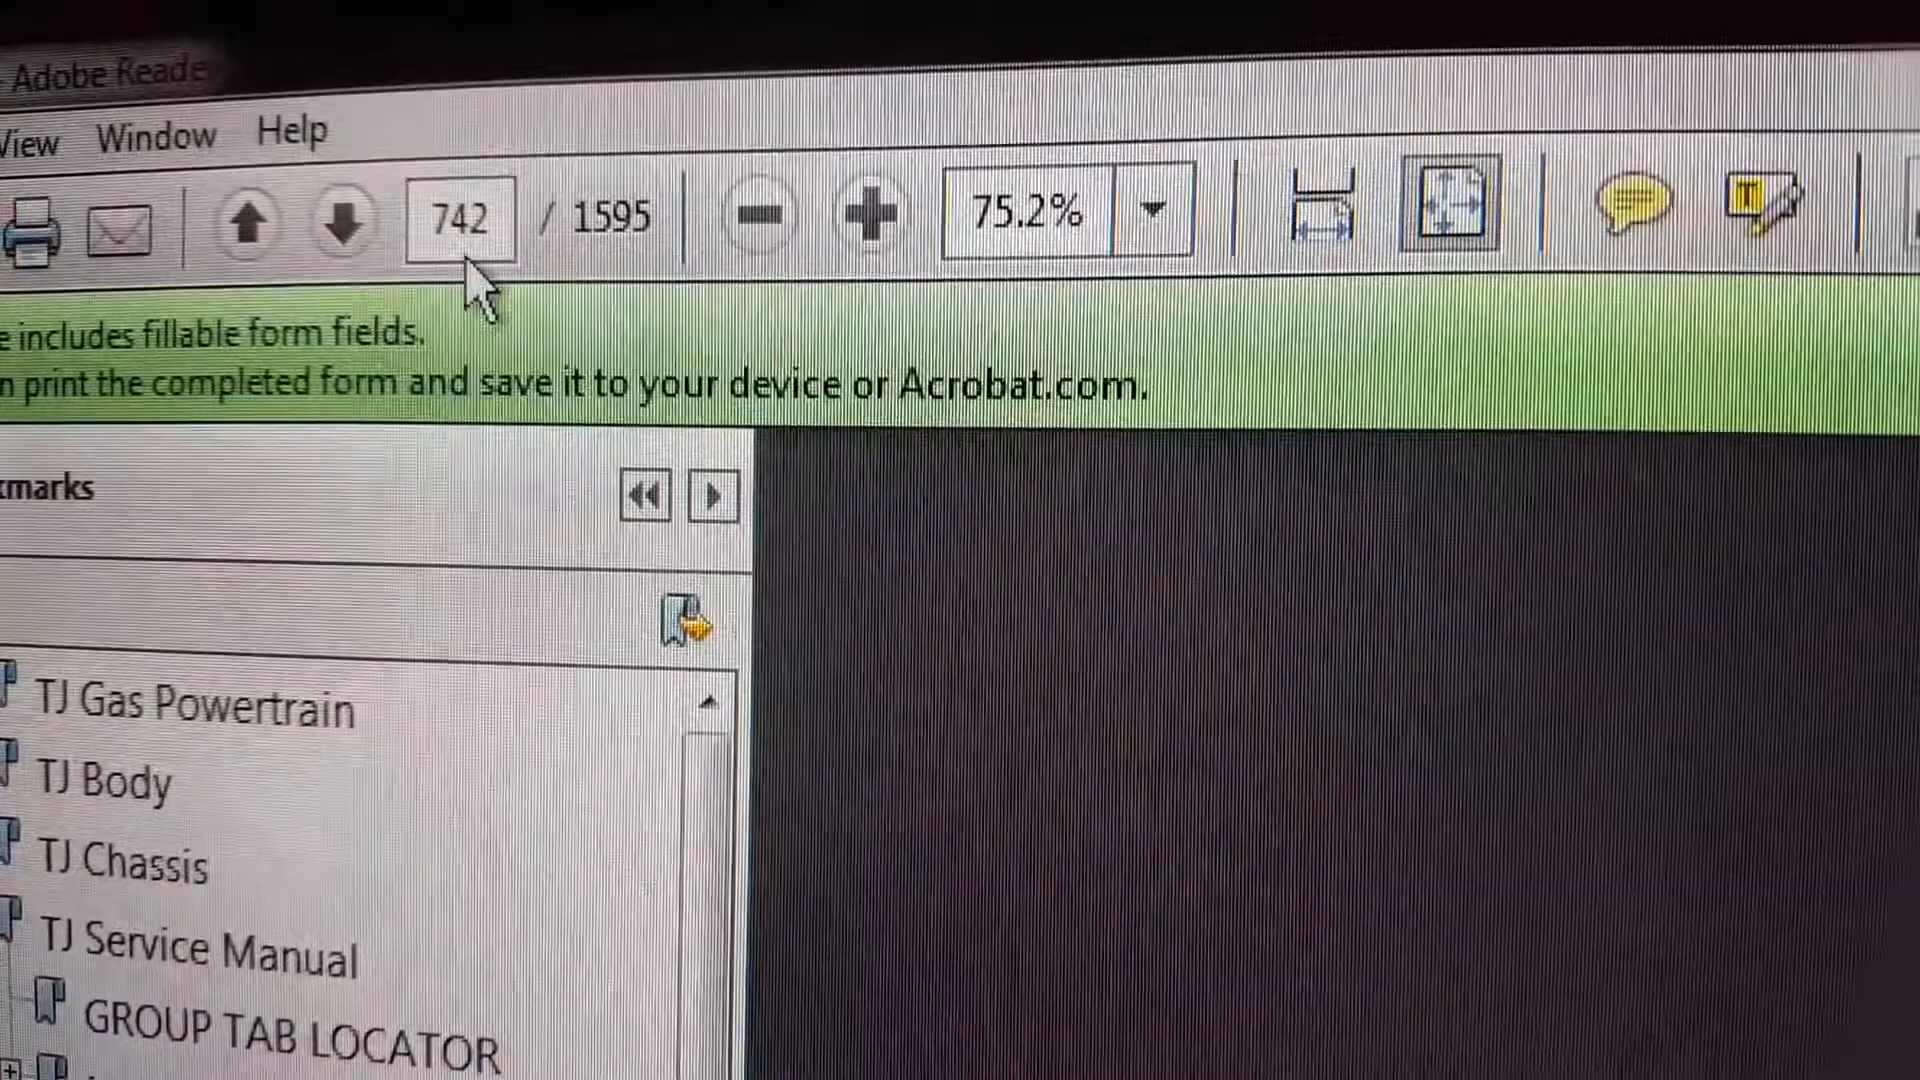 - Adobe Reade
View Window Help
742 / 1595 75.2%
e includes fillable form fields.
n print the completed form and save it to your device or Acrobat.com.
kmarks
TJ Gas Powertrain
TJ Body
TJ Chassis
TJ Service Manual
GROUP TAB LOCATOR